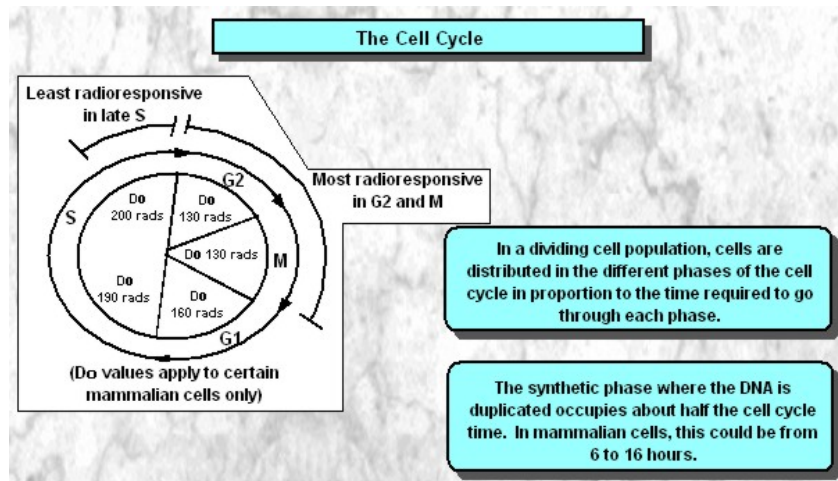 The Cell Cycle
Least radioresponsive
in late S
G2
Most radioresponsive
in G2 and M
S
Do
200 rads
Do
130 rads
Do 130 rads
M
Do
190 rads
Do
160 rads
G1
(Do values apply to certain
mammalian cells only)
In a dividing cell population, cells are
distributed in the different phases of the cell
cycle in proportion to the time required to go
through each phase.
The synthetic phase where the DNA is
duplicated occupies about half the cell cycle
time. In mammalian cells, this could be from
6 to 16 hours.